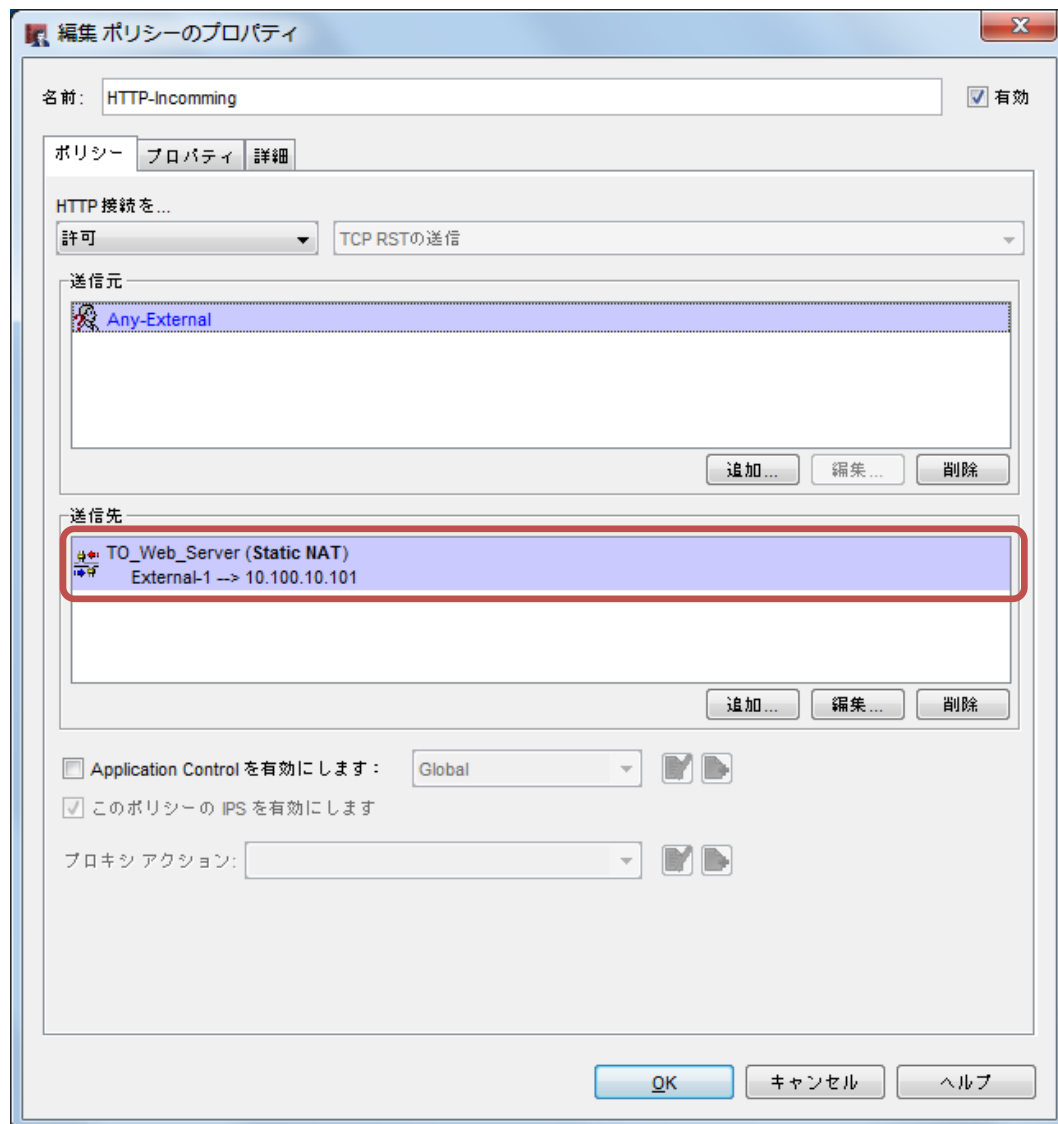 編集 ポリシーのプロパティ
名前: HTTP-Incomming 有効
ポリシー プロパティ 詳細
HTTP 接続を...
許可 TCP RSTの送信
送信元
Any-External
追加... 編集... 削除
送信先
TO_Web_Server (Static NAT)
External-1 --> 10.100.10.101
追加... 編集... 削除
Application Control を有効にします： Global
このポリシーの IPS を有効にします
プロキシ アクション:
OK キャンセル ヘルプ